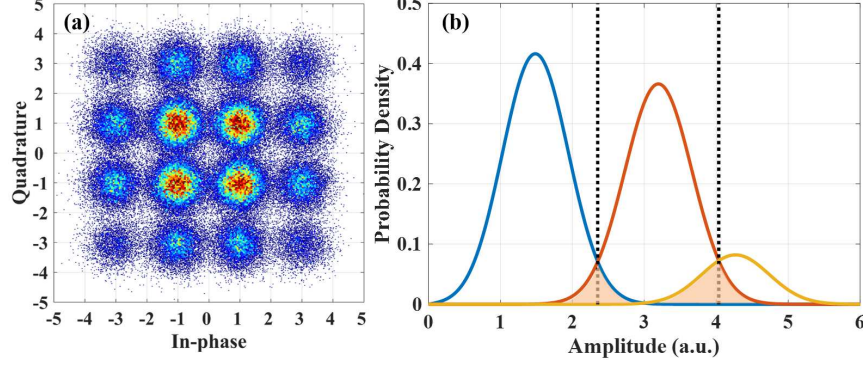 (a)
5
4
3
2
1
0
-1
-2
-3
-4
-5
Quadrature
-5 -4 -3 -2 -1 0 1 2 3 4 5
In-phase
(b)
0.5
0.4
0.3
0.2
0.1
0
Probability Density
0 1 2 3 4 5 6
Amplitude (a.u.)